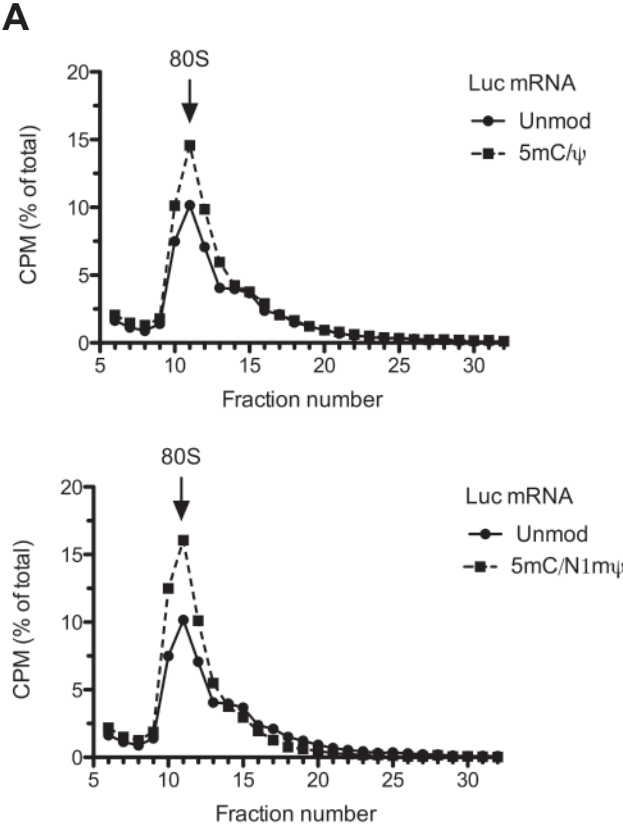 A
80S
Luc mRNA
Unmod
5mC/ψ
CPM (% of total)
20
15
10
5
0
5 10 15 20 25 30
Fraction number
80S
Luc mRNA
Unmod
5mC/N1mψ
CPM (% of total)
20
15
10
5
0
5 10 15 20 25 30
Fraction number